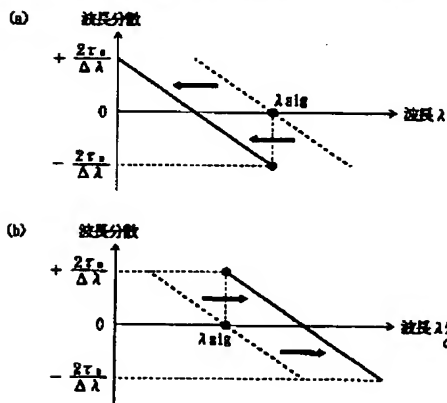 (a)
波長分散
+ 2τ0/Δλ
0
λsig
波長λ
- 2τ0/Δλ
(b)
波長分散
+ 2τ0/Δλ
0
λsig
波長λ
- 2τ0/Δλ